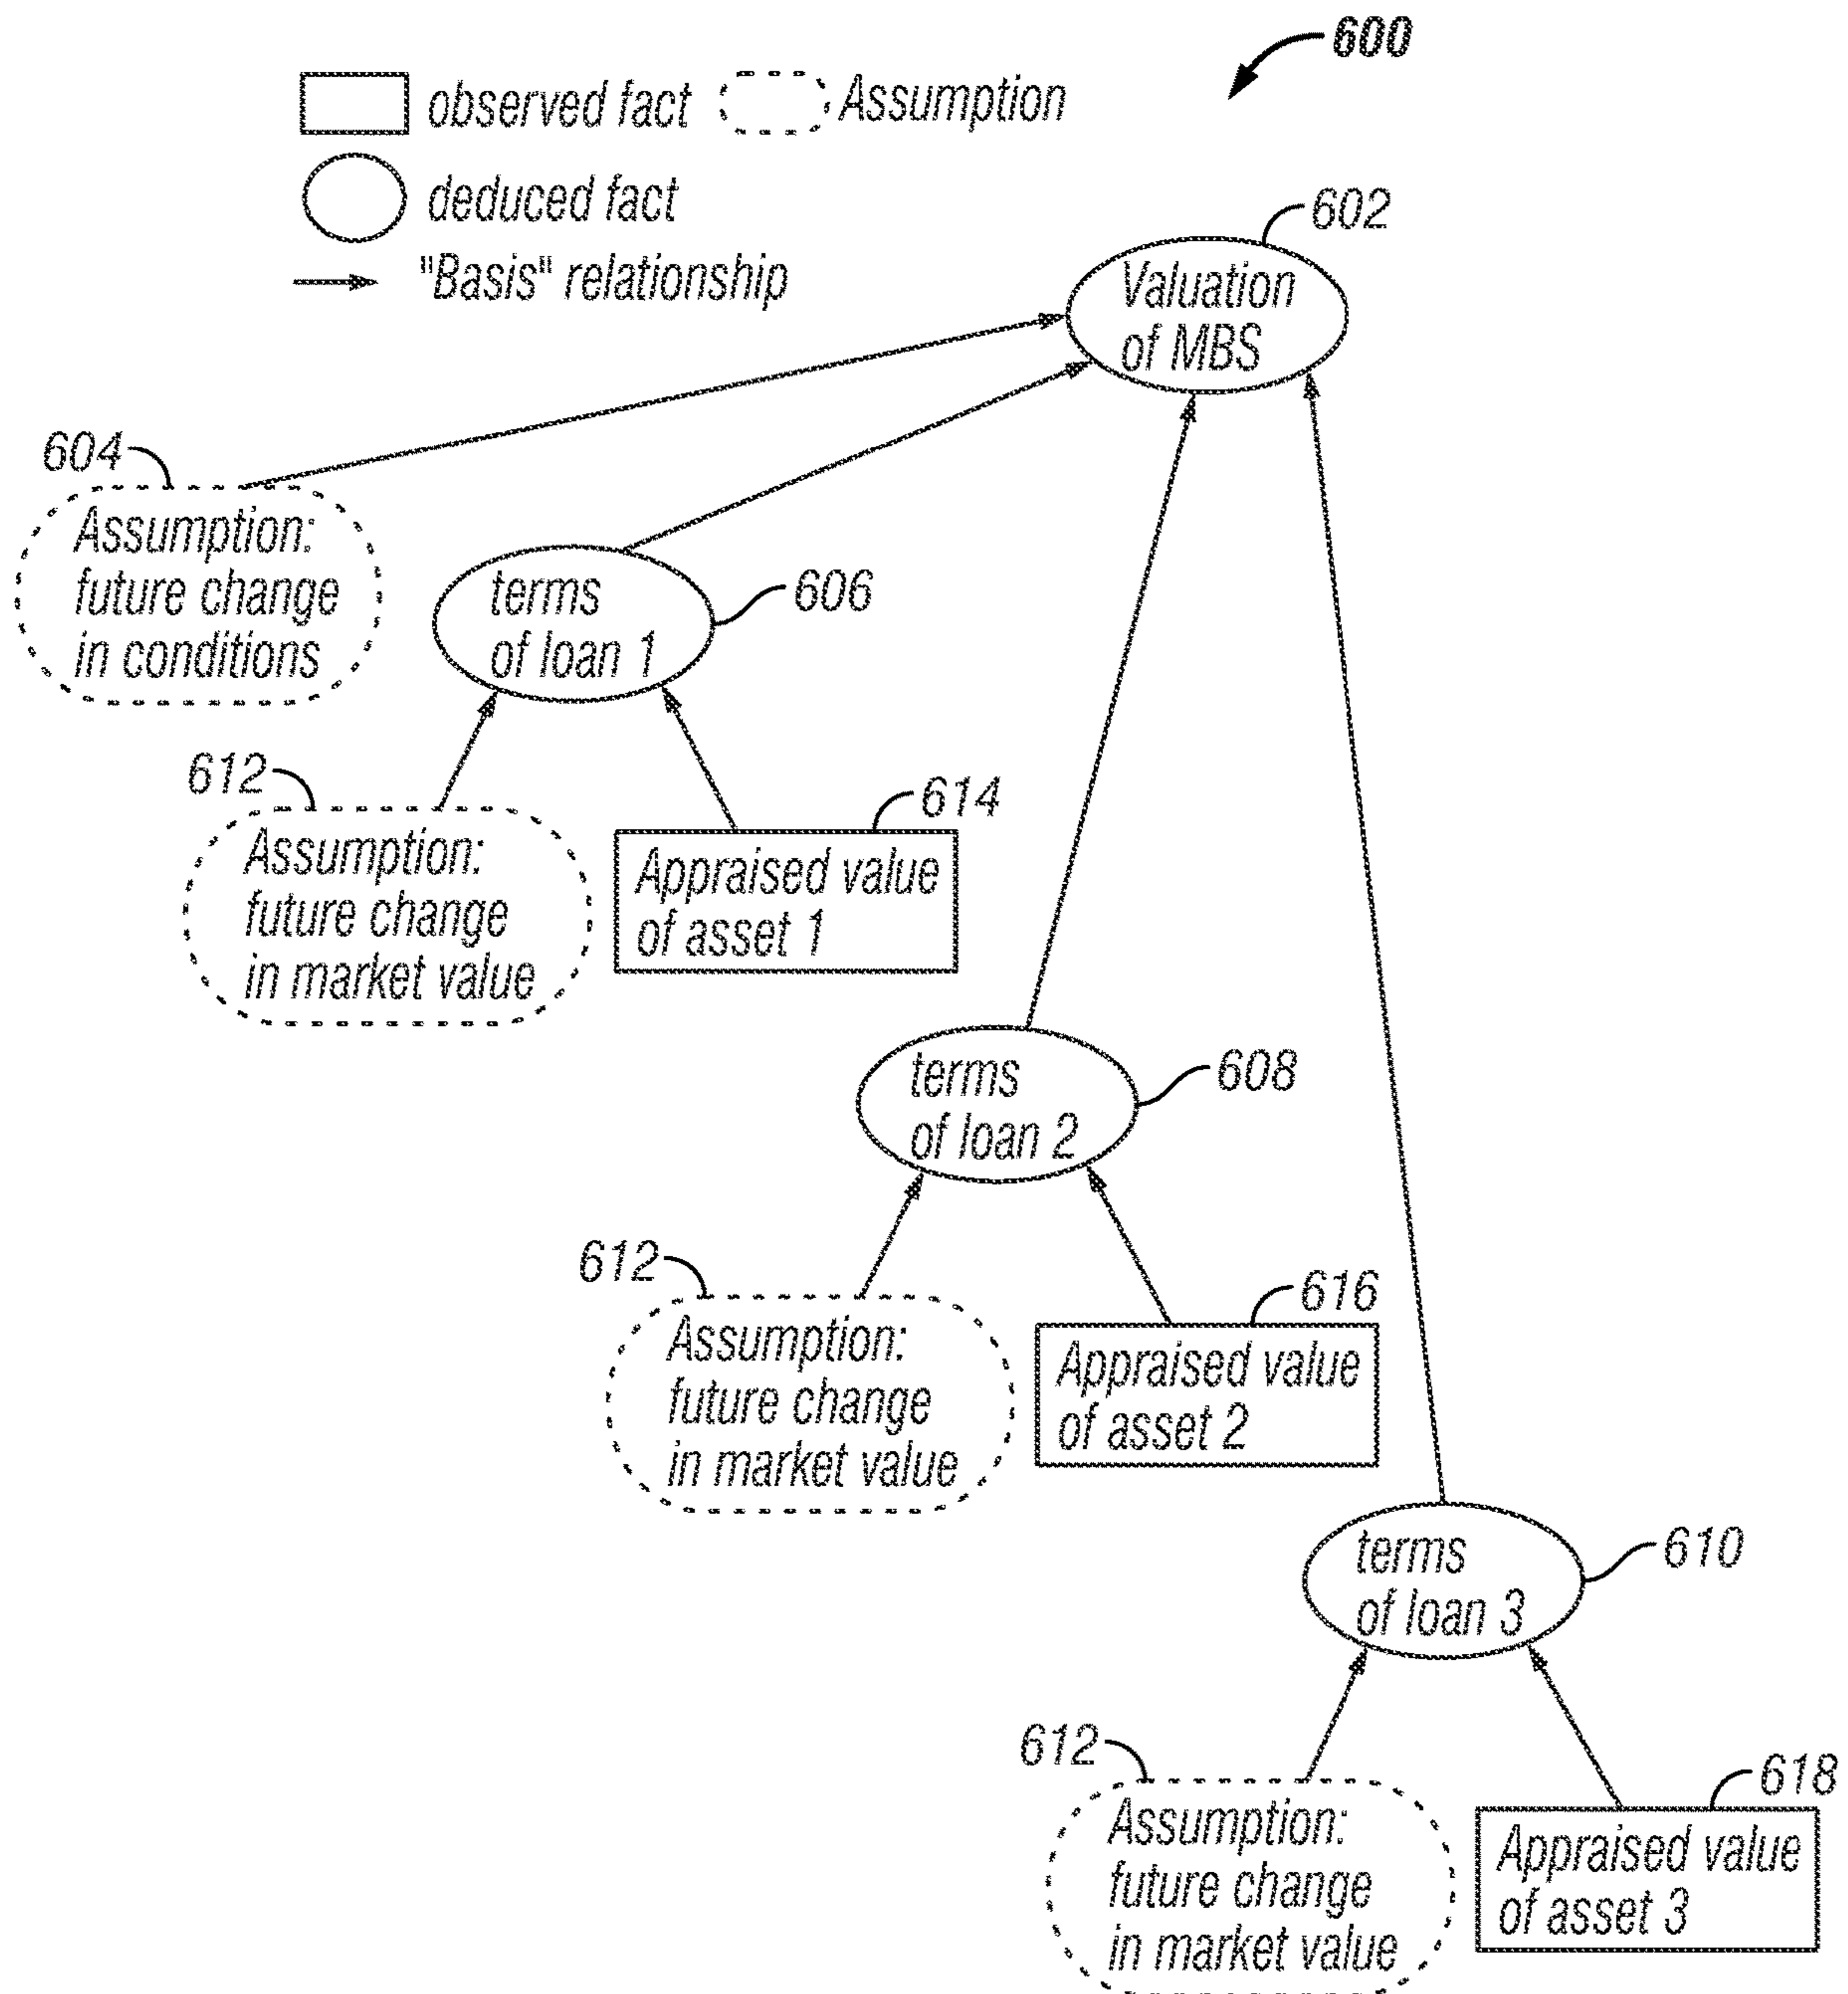 600
observed fact
Assumption
deduced fact
"Basis" relationship
602
Valuation
of MBS
604
Assumption:
future change
in conditions
terms
of loan 1
606
612
Assumption:
future change
in market value
614
Appraised value
of asset 1
terms
of loan 2
608
612
Assumption:
future change
in market value
616
Appraised value
of asset 2
terms
of loan 3
610
612
Assumption:
future change
in market value
618
Appraised value
of asset 3